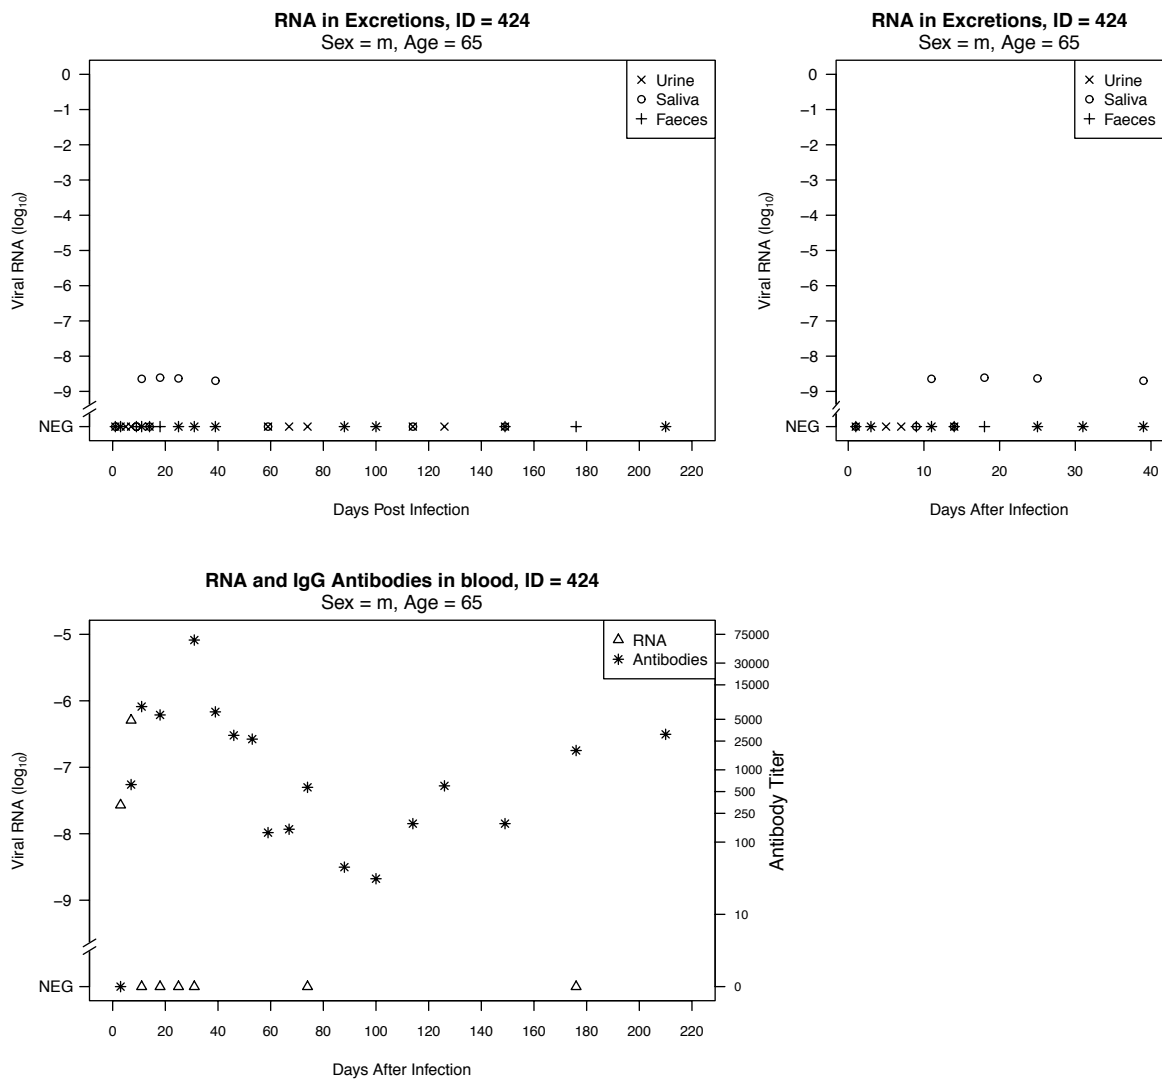 RNA in Excretions, ID = 424
Sex = m, Age = 65
Urine
Saliva
Faeces
Viral RNA (log10)
0
−1
−2
−3
−4
−5
−6
−7
−8
−9
NEG
0 20 40 60 80 100 120 140 160 180 200 220
Days Post Infection
RNA in Excretions, ID = 424
Sex = m, Age = 65
Urine
Saliva
Faeces
Viral RNA (log10)
0
−1
−2
−3
−4
−5
−6
−7
−8
−9
NEG
0 10 20 30 40
Days After Infection
RNA and IgG Antibodies in blood, ID = 424
Sex = m, Age = 65
RNA
Antibodies
Viral RNA (log10)
−5
−6
−7
−8
−9
NEG
75000
30000
15000
5000
2500
1000
500
250
100
10
0
Antibody Titer
0 20 40 60 80 100 120 140 160 180 200 220
Days After Infection